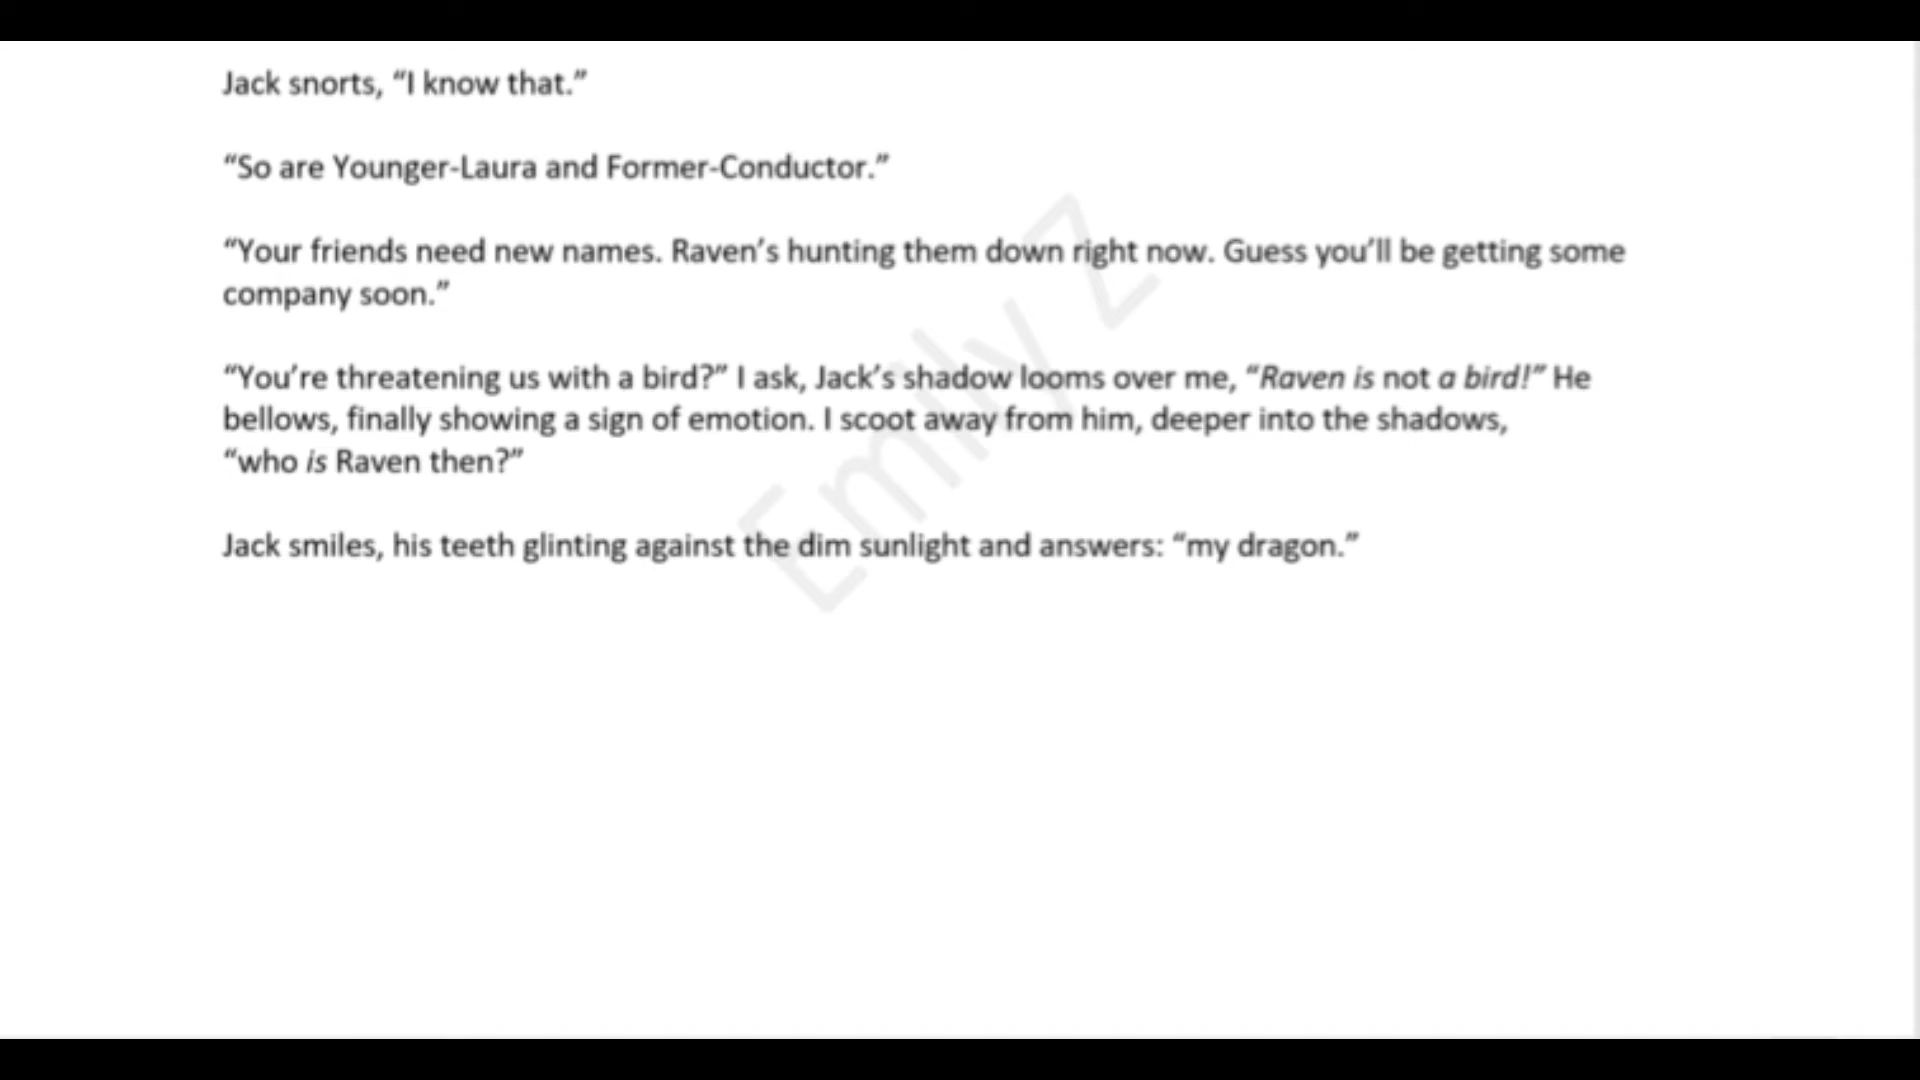 Jack snorts, “I know that.”
“So are Younger-Laura and Former-Conductor.”
“Your friends need new names. Raven’s hunting them down right now. Guess you’ll be getting some
company soon.”
“You’re threatening us with a bird?” I ask, Jack’s shadow looms over me, “Raven is not a bird!” He
bellows, finally showing a sign of emotion. I scoot away from him, deeper into the shadows,
“who is Raven then?”
Jack smiles, his teeth glinting against the dim sunlight and answers: “my dragon.”
Emily Z